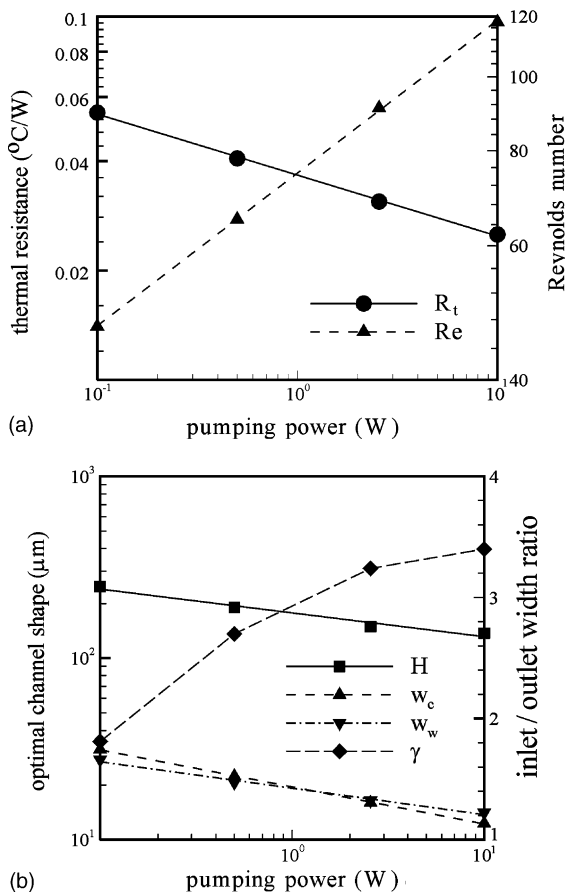 0.1
0.06
0.04
0.02
thermal resistance (°C/W)
120
100
80
60
40
Reynolds number
R_t
Re
10^-1
10^0
10^1
pumping power (W)
(a)
10^3
10^2
10^1
optimal channel shape (μm)
4
3
2
1
inlet / outlet width ratio
H
w_c
w_w
γ
10^0
10^1
pumping power (W)
(b)